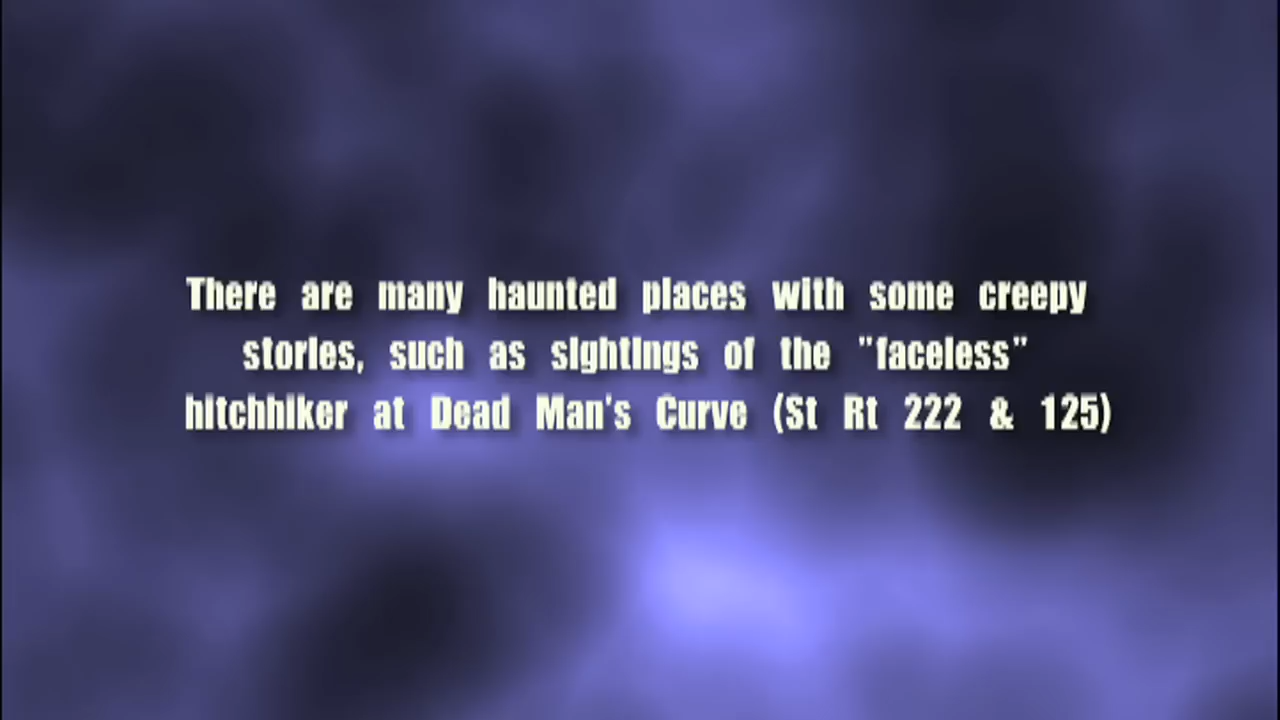 There are many haunted places with some creepy
stories, such as sightings of the "faceless"
hitchhiker at Dead Man's Curve (St Rt 222 & 125)